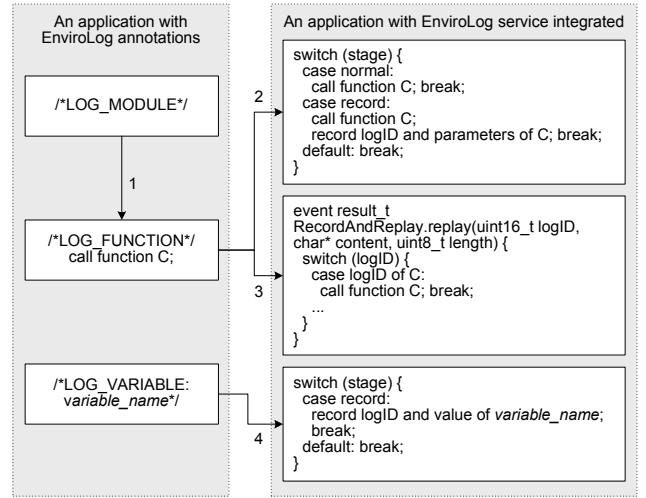 An application with
EnviroLog annotations
/*LOG_MODULE*/
1
/*LOG_FUNCTION*/
call function C;
/*LOG_VARIABLE:
variable_name*/
2
3
4
An application with EnviroLog service integrated
switch (stage) {
case normal:
call function C; break;
case record:
call function C;
record logID and parameters of C; break;
default: break;
}
event result_t
RecordAndReplay.replay(uint16_t logID,
char* content, uint8_t length) {
switch (logID) {
case logID of C:
call function C; break;
...
}
}
switch (stage) {
case record:
record logID and value of variable_name;
break;
default: break;
}